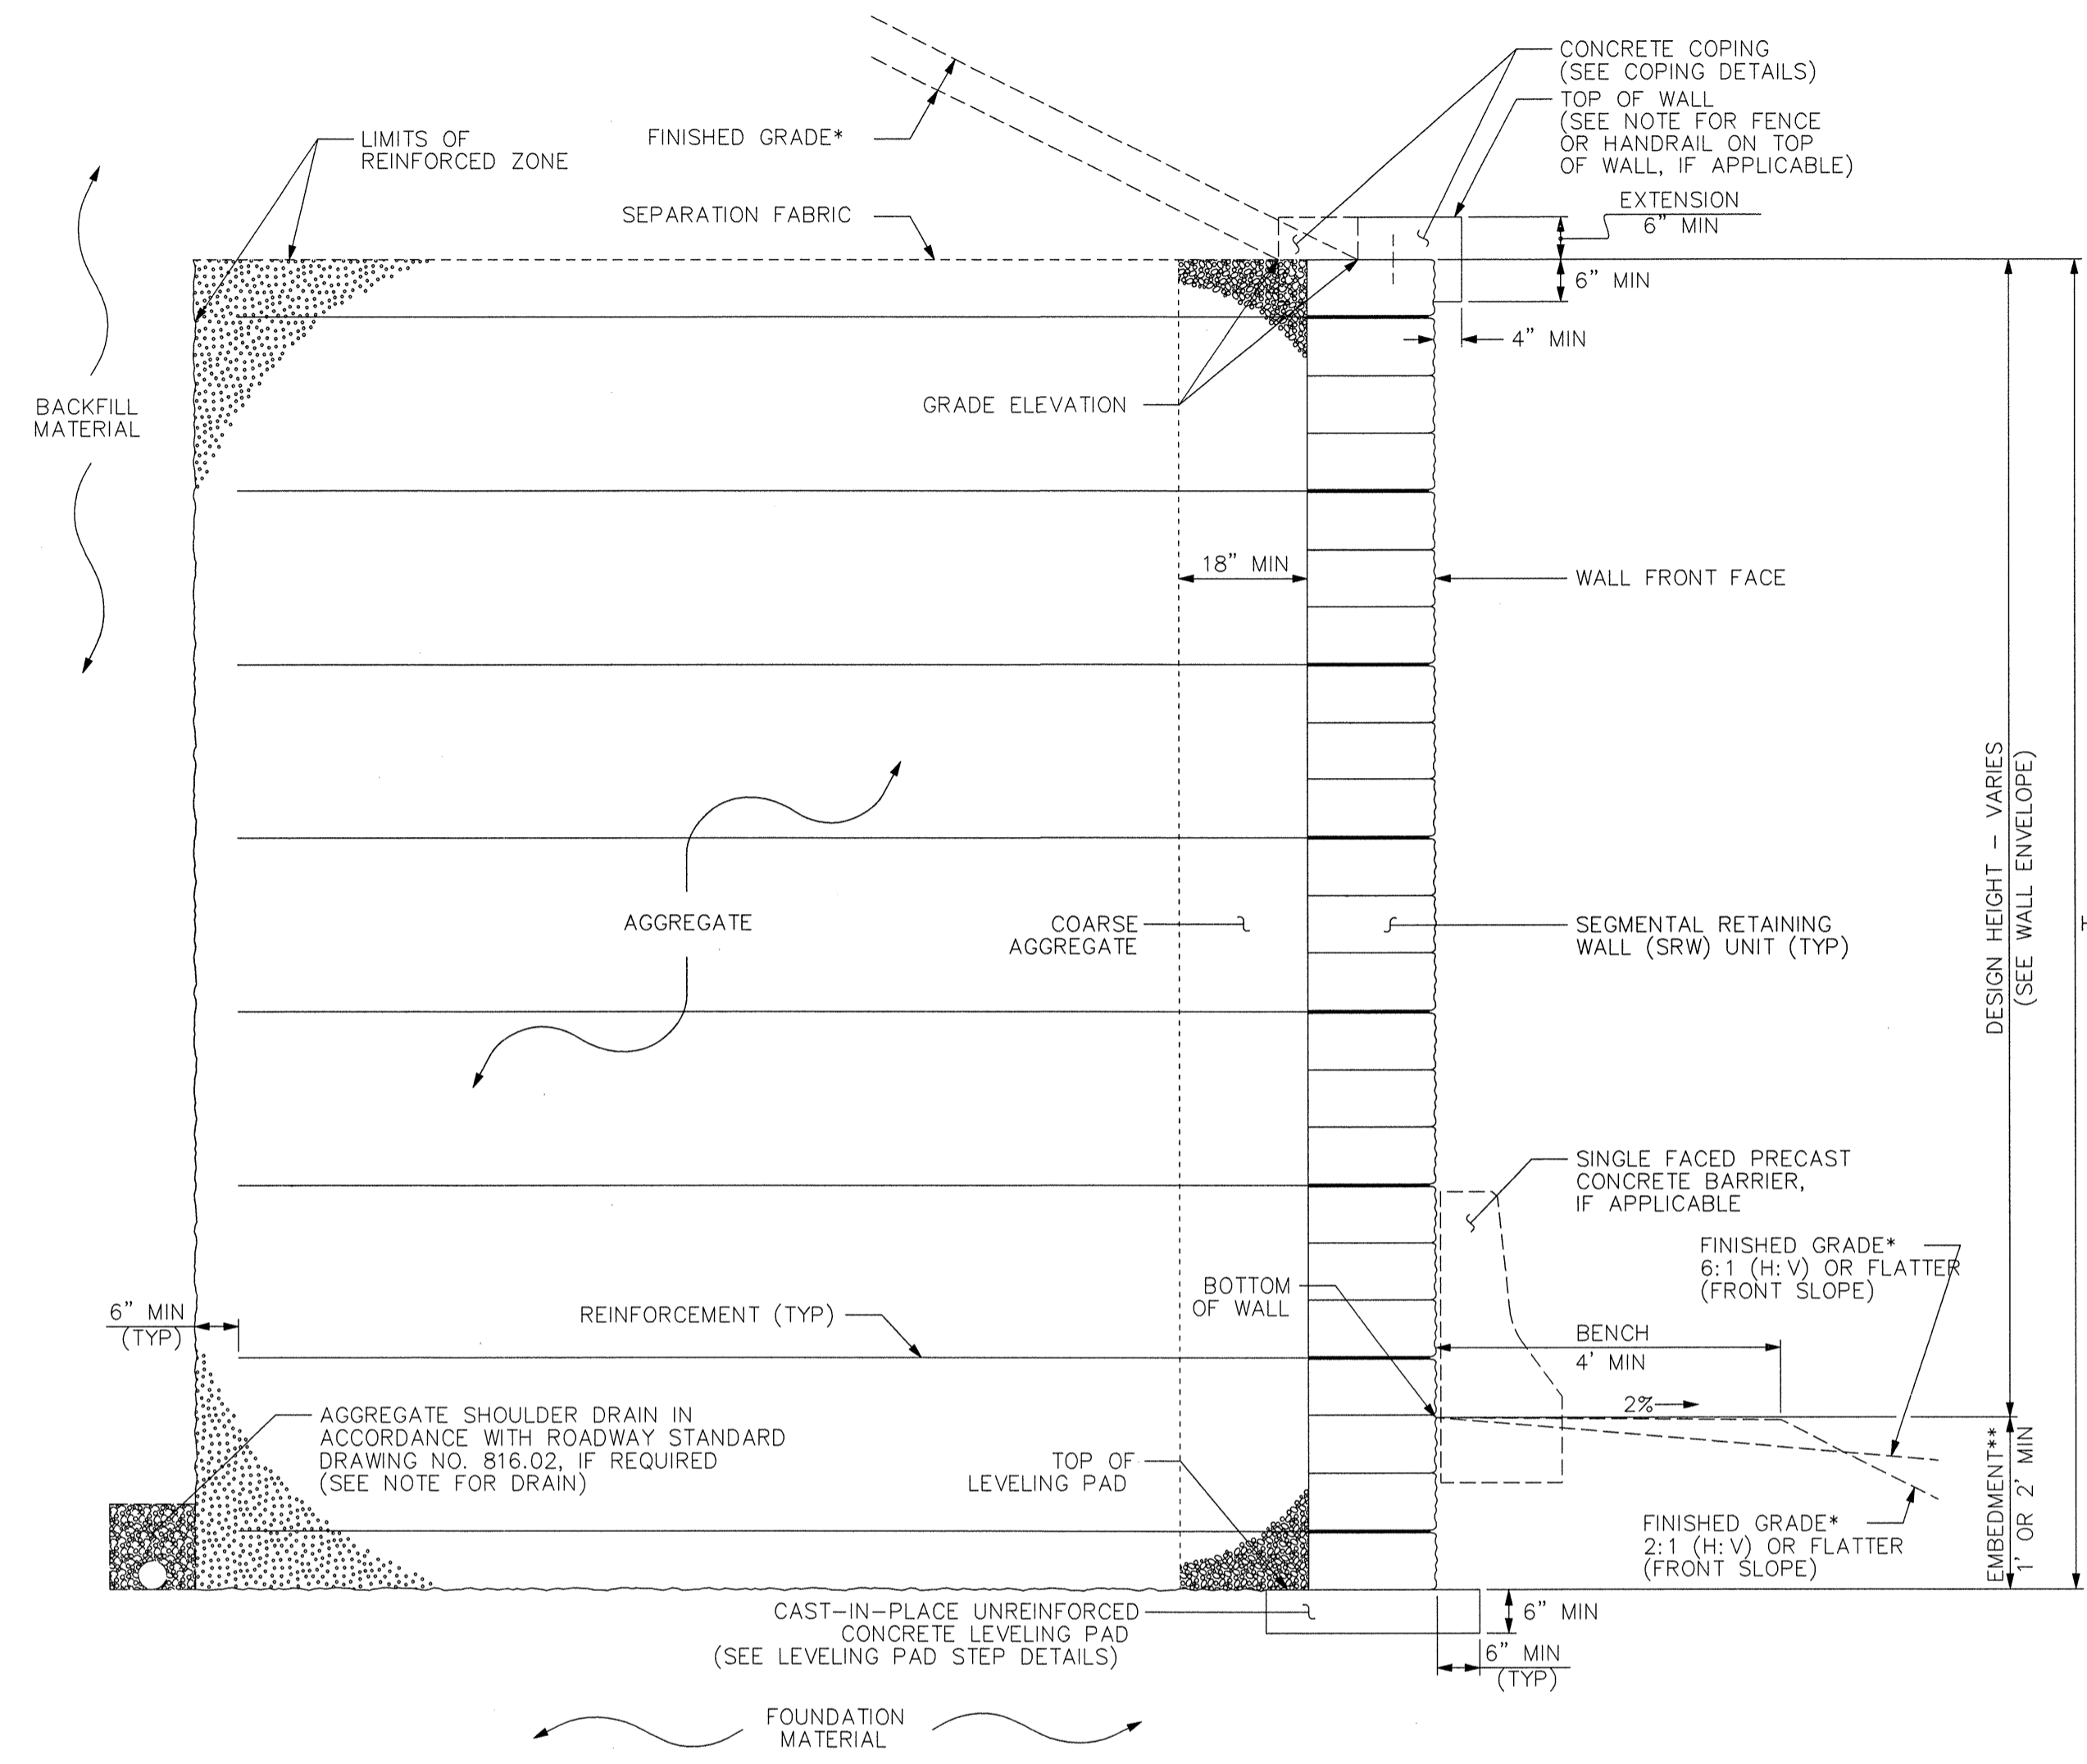 CONCRETE COPING
(SEE COPING DETAILS)
TOP OF WALL
(SEE NOTE FOR FENCE
OR HANDRAIL ON TOP
OF WALL, IF APPLICABLE)
EXTENSION
6" MIN
6" MIN
4" MIN
LIMITS OF
REINFORCED ZONE
FINISHED GRADE*
SEPARATION FABRIC
BACKFILL
MATERIAL
GRADE ELEVATION
18" MIN
WALL FRONT FACE
DESIGN HEIGHT - VARIES
(SEE WALL ENVELOPE)
AGGREGATE
COARSE
AGGREGATE
SEGMENTAL RETAINING
WALL (SRW) UNIT (TYP)
SINGLE FACED PRECAST
CONCRETE BARRIER,
IF APPLICABLE
FINISHED GRADE*
6:1 (H:V) OR FLATTER
(FRONT SLOPE)
BOTTOM
OF WALL
6" MIN
(TYP)
REINFORCEMENT (TYP)
BENCH
4' MIN
2%
AGGREGATE SHOULDER DRAIN IN
ACCORDANCE WITH ROADWAY STANDARD
DRAWING NO. 816.02, IF REQUIRED
(SEE NOTE FOR DRAIN)
TOP OF
LEVELING PAD
EMBEDMENT**
1' OR 2' MIN
FINISHED GRADE*
2:1 (H:V) OR FLATTER
(FRONT SLOPE)
CAST-IN-PLACE UNREINFORCED
CONCRETE LEVELING PAD
(SEE LEVELING PAD STEP DETAILS)
6" MIN
6" MIN
(TYP)
FOUNDATION
MATERIAL